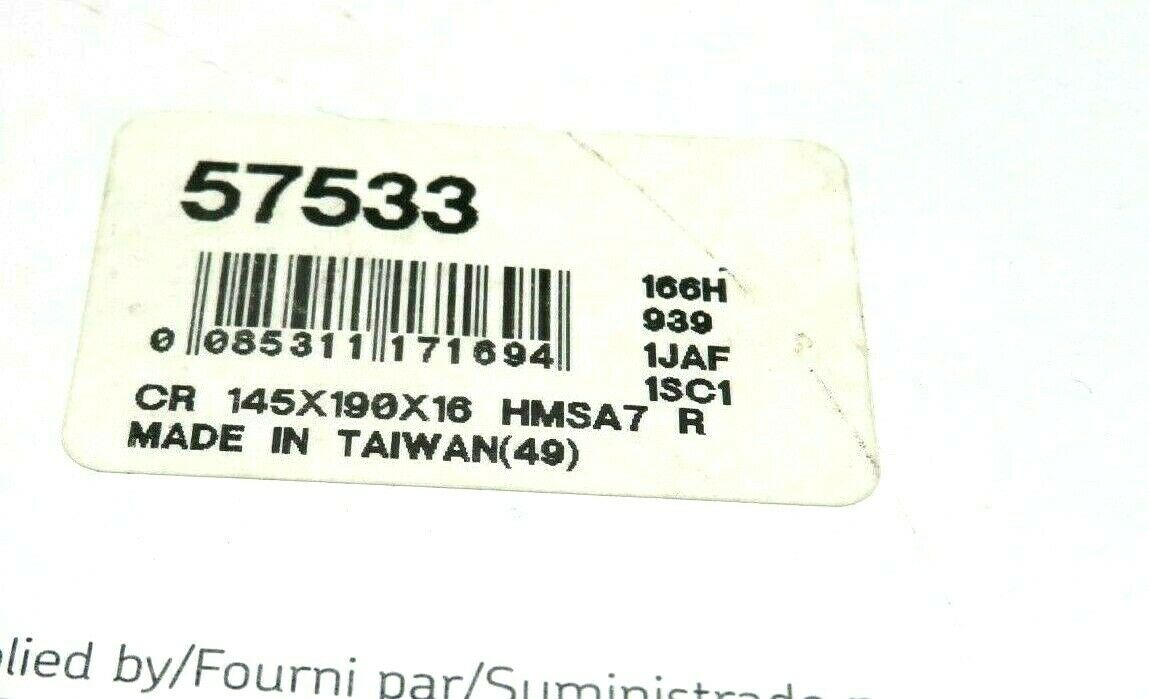 57533
0 085311 171694
166H
939
1JAF
1SC1
CR 145X190X16 HMSA7 R
MADE IN TAIWAN(49)
by/Fourni par/Suministrado